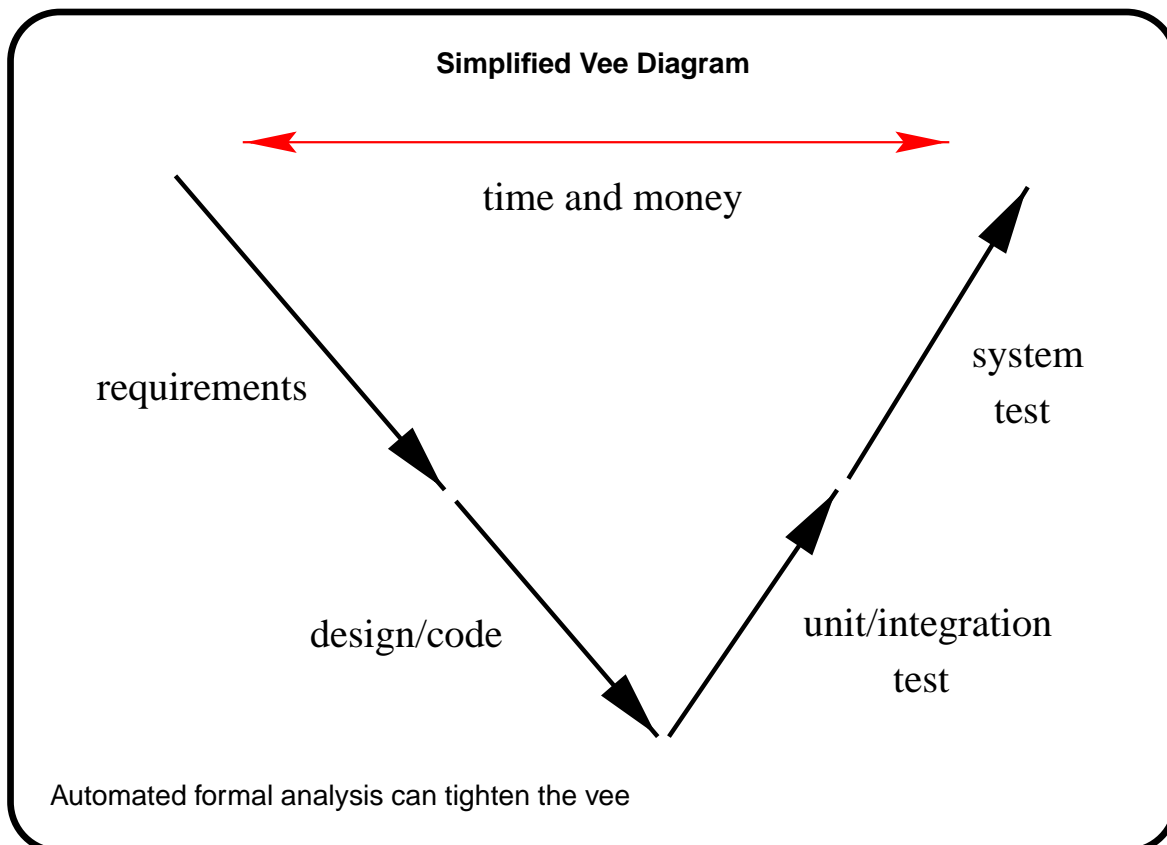 Simplified Vee Diagram
time and money
requirements
system
test
design/code
unit/integration
test
Automated formal analysis can tighten the vee